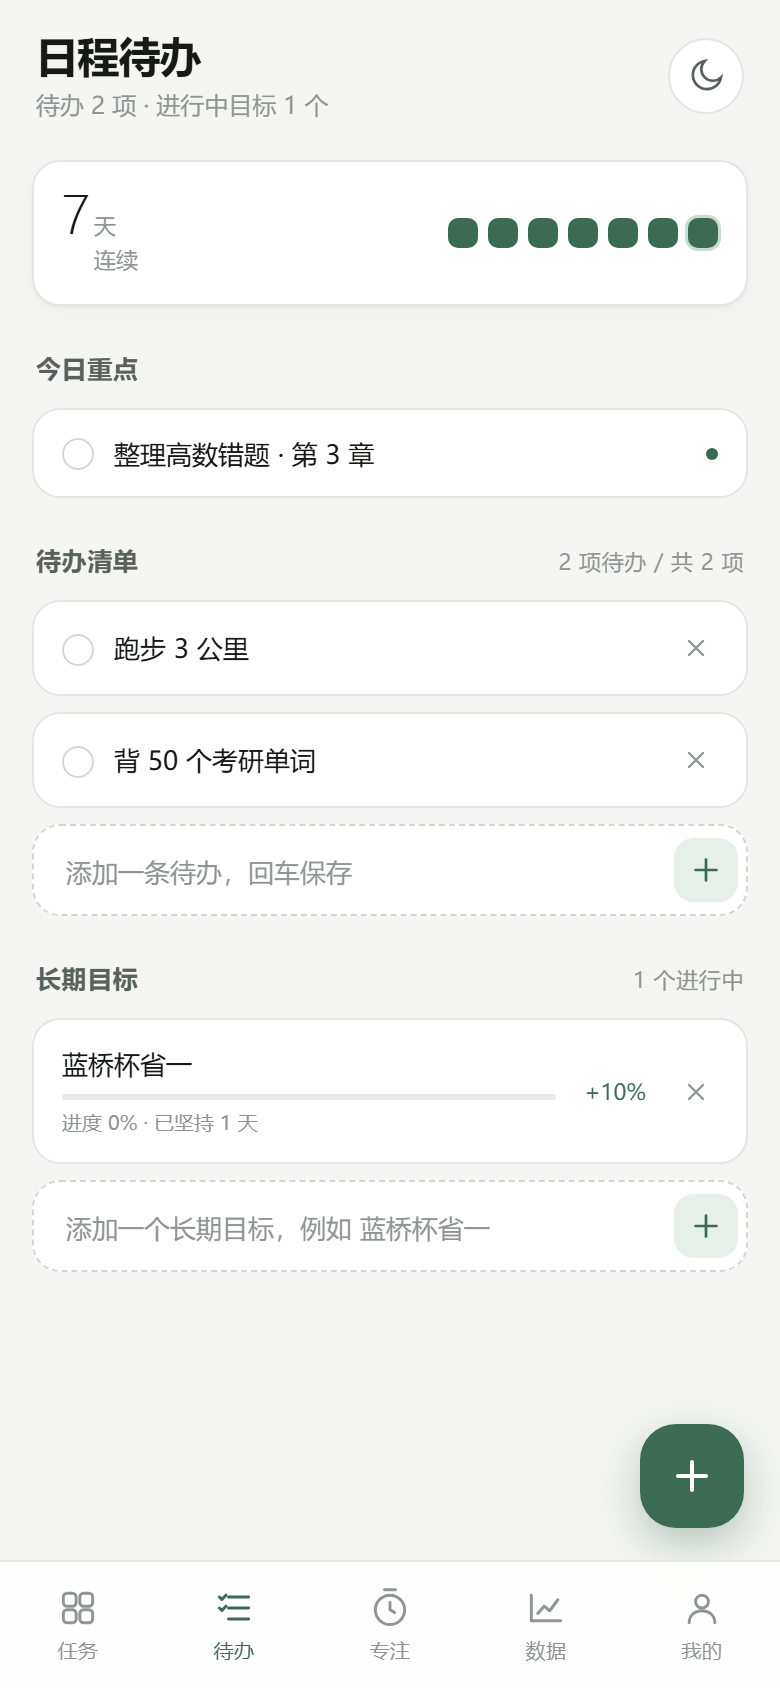 日程待办
待办 2 项 · 进行中目标 1 个
7 天
连续
今日重点
整理高数错题 · 第 3 章
待办清单
2 项待办 / 共 2 项
跑步 3 公里
背 50 个考研单词
添加一条待办，回车保存
长期目标
1 个进行中
蓝桥杯省一
+10%
进度 0% · 已坚持 1 天
添加一个长期目标，例如 蓝桥杯省一
任务
待办
专注
数据
我的